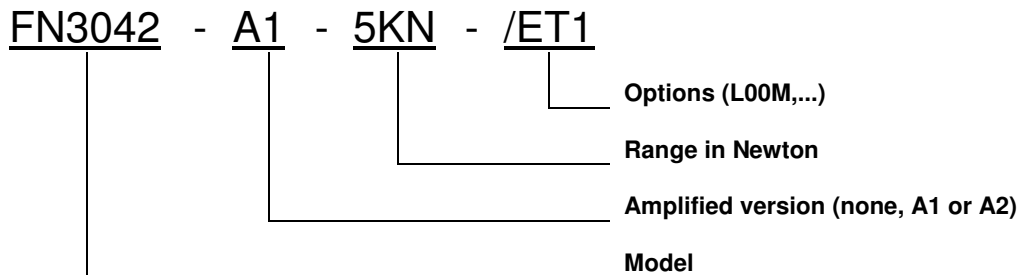 FN3042 - A1 - 5KN - /ET1
Options (L00M,...)
Range in Newton
Amplified version (none, A1 or A2)
Model